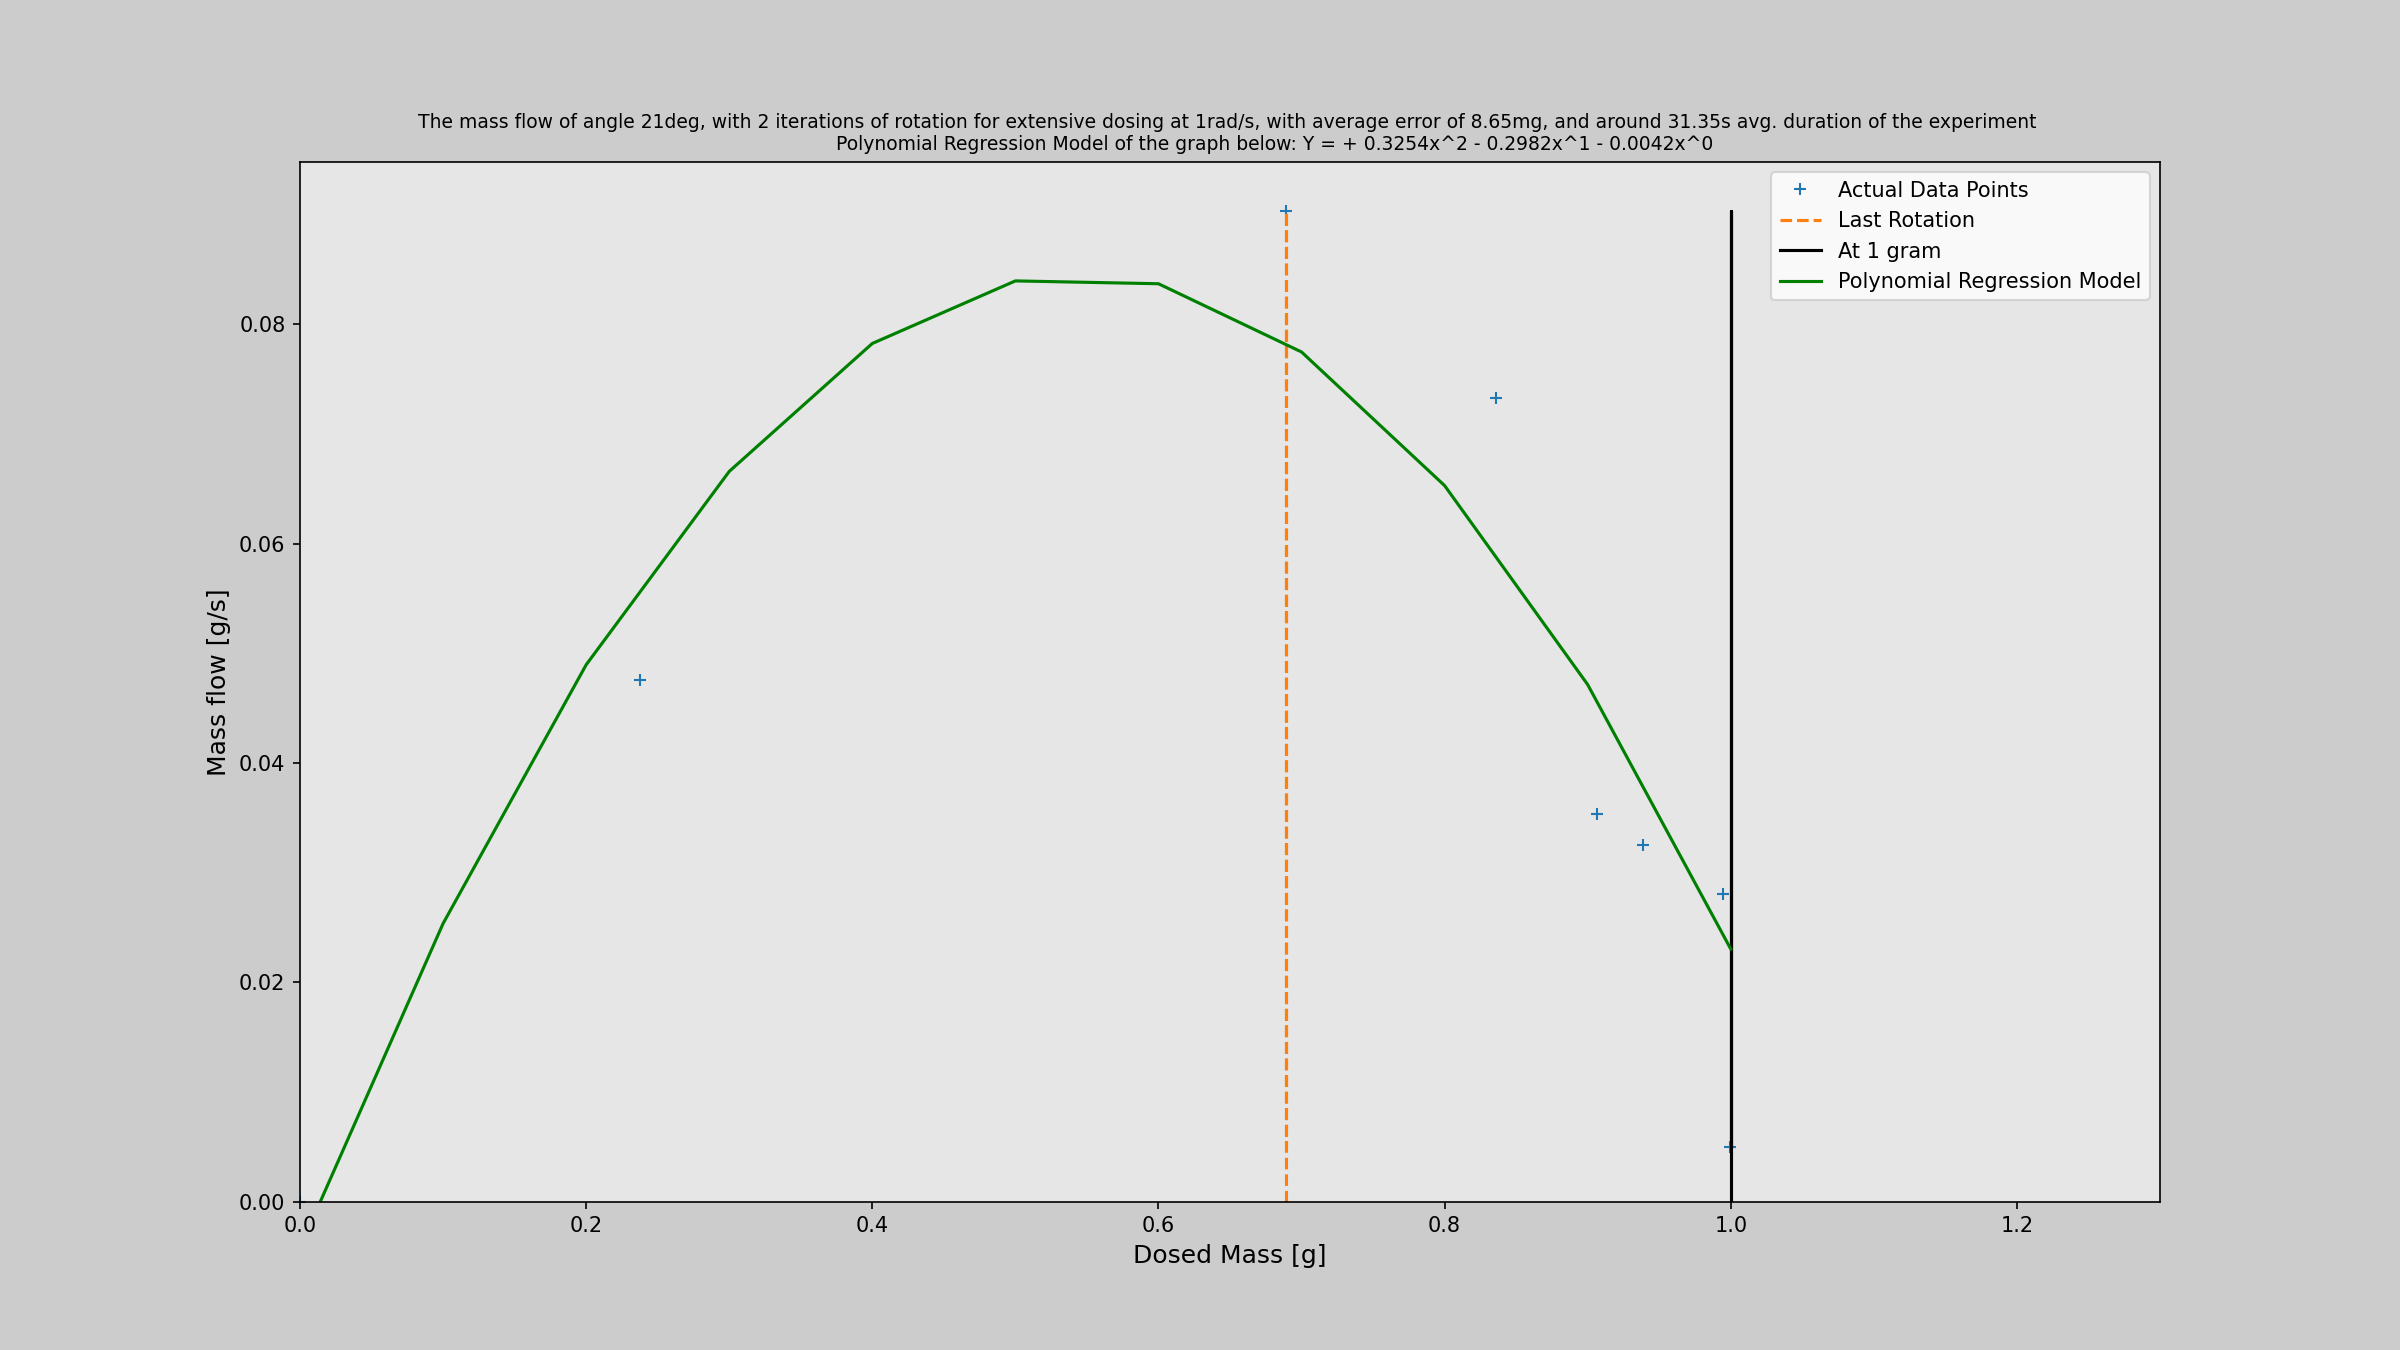 The mass flow of angle 21deg, with 2 iterations of rotation for extensive dosing at 1rad/s, with average error of 8.65mg, and around 31.35s avg. duration of the experiment
Polynomial Regression Model of the graph below: Y = + 0.3254x^2 - 0.2982x^1 - 0.0042x^0
Actual Data Points
Last Rotation
At 1 gram
Polynomial Regression Model
0.08
0.06
0.04
0.02
0.00
Mass flow [g/s]
0.0 0.2 0.4 0.6 0.8 1.0 1.2
Dosed Mass [g]